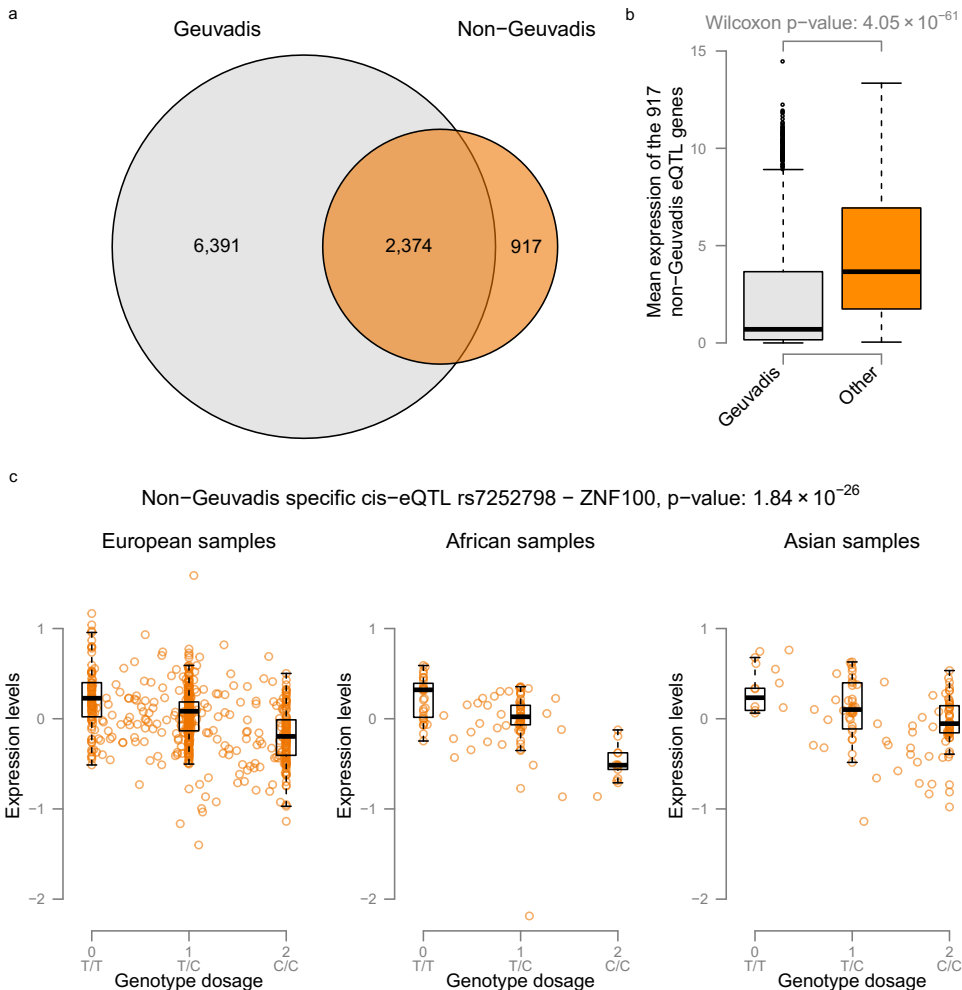 a
Geuvadis
Non−Geuvadis
6,391
2,374
917
b
Wilcoxon p−value: 4.05 × 10−61
Mean expression of the 917
non−Geuvadis eQTL genes
15
10
5
0
Geuvadis
Other
c
Non−Geuvadis specific cis−eQTL rs7252798 − ZNF100, p−value: 1.84 × 10−26
European samples
African samples
Asian samples
Expression levels
1
0
−1
−2
0
1
2
T/T
T/C
C/C
Genotype dosage
Expression levels
1
0
−1
−2
0
1
2
T/T
T/C
C/C
Genotype dosage
Expression levels
1
0
−1
−2
0
1
2
T/T
T/C
C/C
Genotype dosage